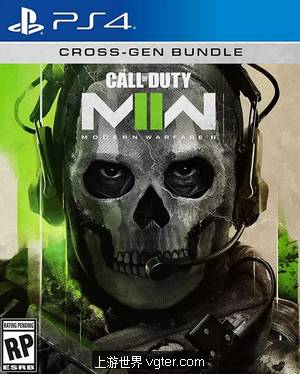 PS4
CROSS-GEN BUNDLE
CALL OF DUTY
MWII
MODERN WARFARE II
RATING PENDING
RP
ESRB
上游世界 vgter.com